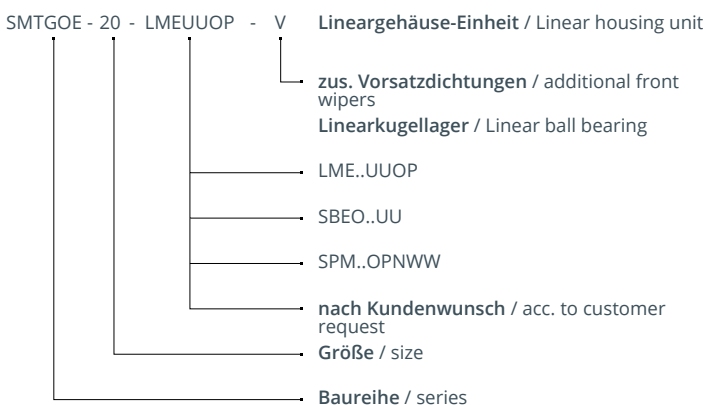 SMTGOE - 20 - LMEUUOP - V Lineargehäuse-Einheit / Linear housing unit
zus. Vorsatzdichtungen / additional front
wipers
Linearkugellager / Linear ball bearing
LME..UUOP
SBEO..UU
SPM..OPNWW
nach Kundenwunsch / acc. to customer
request
Größe / size
Baureihe / series